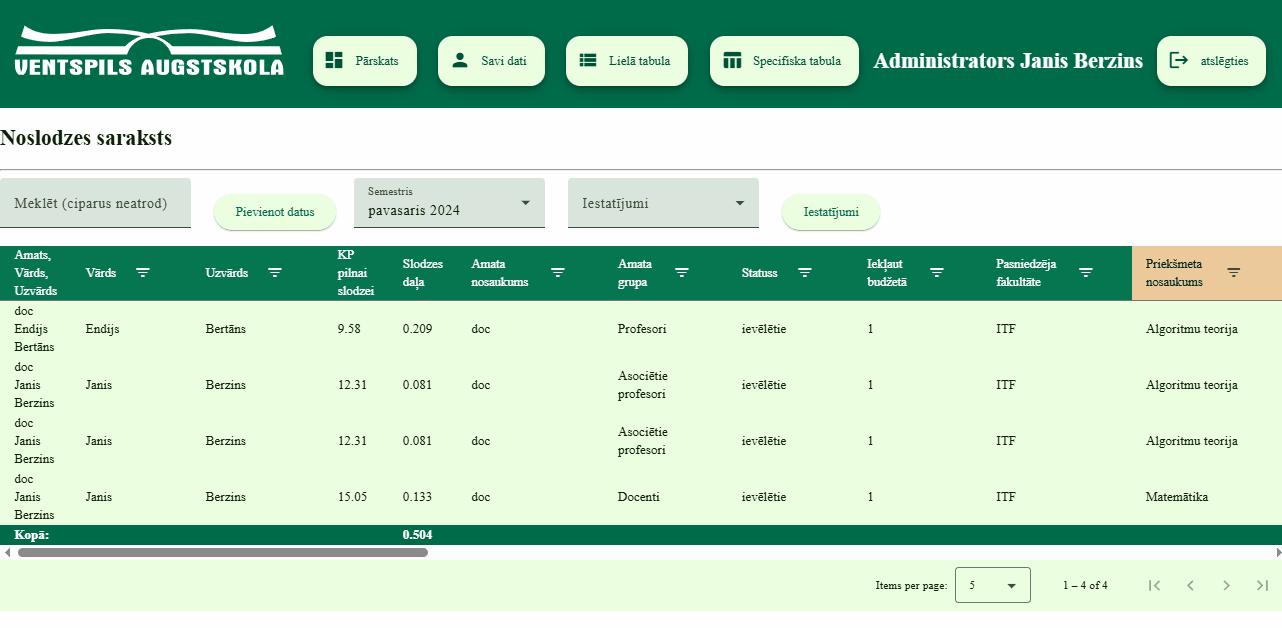 VENTSPILS AUGSTSKOLA
Pārskats
Savi dati
Lielā tabula
Specifiska tabula
Administrators Janis Berzins
atslēgties
Noslodzes saraksts
Meklēt (ciparus neatrod)
Pievienot datus
Semestris
pavasaris 2024
Iestatījumi
Iestatījumi
Amats,
Vārds,
Uzvārds
Vārds
Uzvārds
KP
pilnai
slodzei
Slodzes
daļa
Amata
nosaukums
Amata
grupa
Statuss
Iekļaut
budžetā
Pasniedzēja
fakultāte
Priekšmeta
nosaukums
doc
Endijs
Bertāns
Endijs
Bertāns
9.58
0.209
doc
Profesori
ievēlētie
1
ITF
Algoritmu teorija
doc
Janis
Berzins
Janis
Berzins
12.31
0.081
doc
Asociētie
profesori
ievēlētie
1
ITF
Algoritmu teorija
doc
Janis
Berzins
Janis
Berzins
12.31
0.081
doc
Asociētie
profesori
ievēlētie
1
ITF
Algoritmu teorija
doc
Janis
Berzins
Janis
Berzins
15.05
0.133
doc
Docenti
ievēlētie
1
ITF
Matemātika
Kopā:
0.504
Items per page:
5
1 – 4 of 4